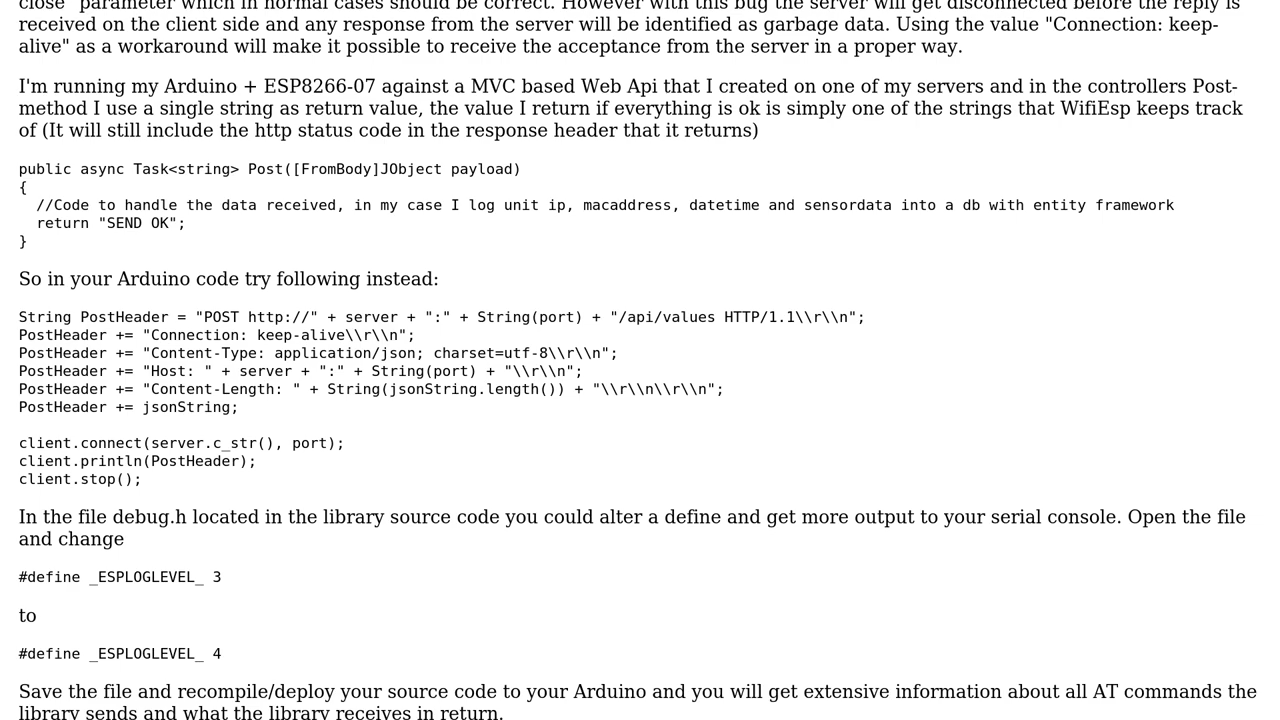 close" parameter which in normal cases should be correct. However with this bug the server will get disconnected before the reply is
received on the client side and any response from the server will be identified as garbage data. Using the value "Connection: keep-
alive" as a workaround will make it possible to receive the acceptance from the server in a proper way.
I'm running my Arduino + ESP8266-07 against a MVC based Web Api that I created on one of my servers and in the controllers Post-
method I use a single string as return value, the value I return if everything is ok is simply one of the strings that WifiEsp keeps track
of (It will still include the http status code in the response header that it returns)
public async Task<string> Post([FromBody]JObject payload)
{
  //Code to handle the data received, in my case I log unit ip, macaddress, datetime and sensordata into a db with entity framework
  return "SEND OK";
}
So in your Arduino code try following instead:
String PostHeader = "POST http://" + server + ":" + String(port) + "/api/values HTTP/1.1\\r\\n";
PostHeader += "Connection: keep-alive\\r\\n";
PostHeader += "Content-Type: application/json; charset=utf-8\\r\\n";
PostHeader += "Host: " + server + ":" + String(port) + "\\r\\n";
PostHeader += "Content-Length: " + String(jsonString.length()) + "\\r\\n\\r\\n";
PostHeader += jsonString;
client.connect(server.c_str(), port);
client.println(PostHeader);
client.stop();
In the file debug.h located in the library source code you could alter a define and get more output to your serial console. Open the file
and change
#define _ESPLOGLEVEL_ 3
to
#define _ESPLOGLEVEL_ 4
Save the file and recompile/deploy your source code to your Arduino and you will get extensive information about all AT commands the
library sends and what the library receives in return.